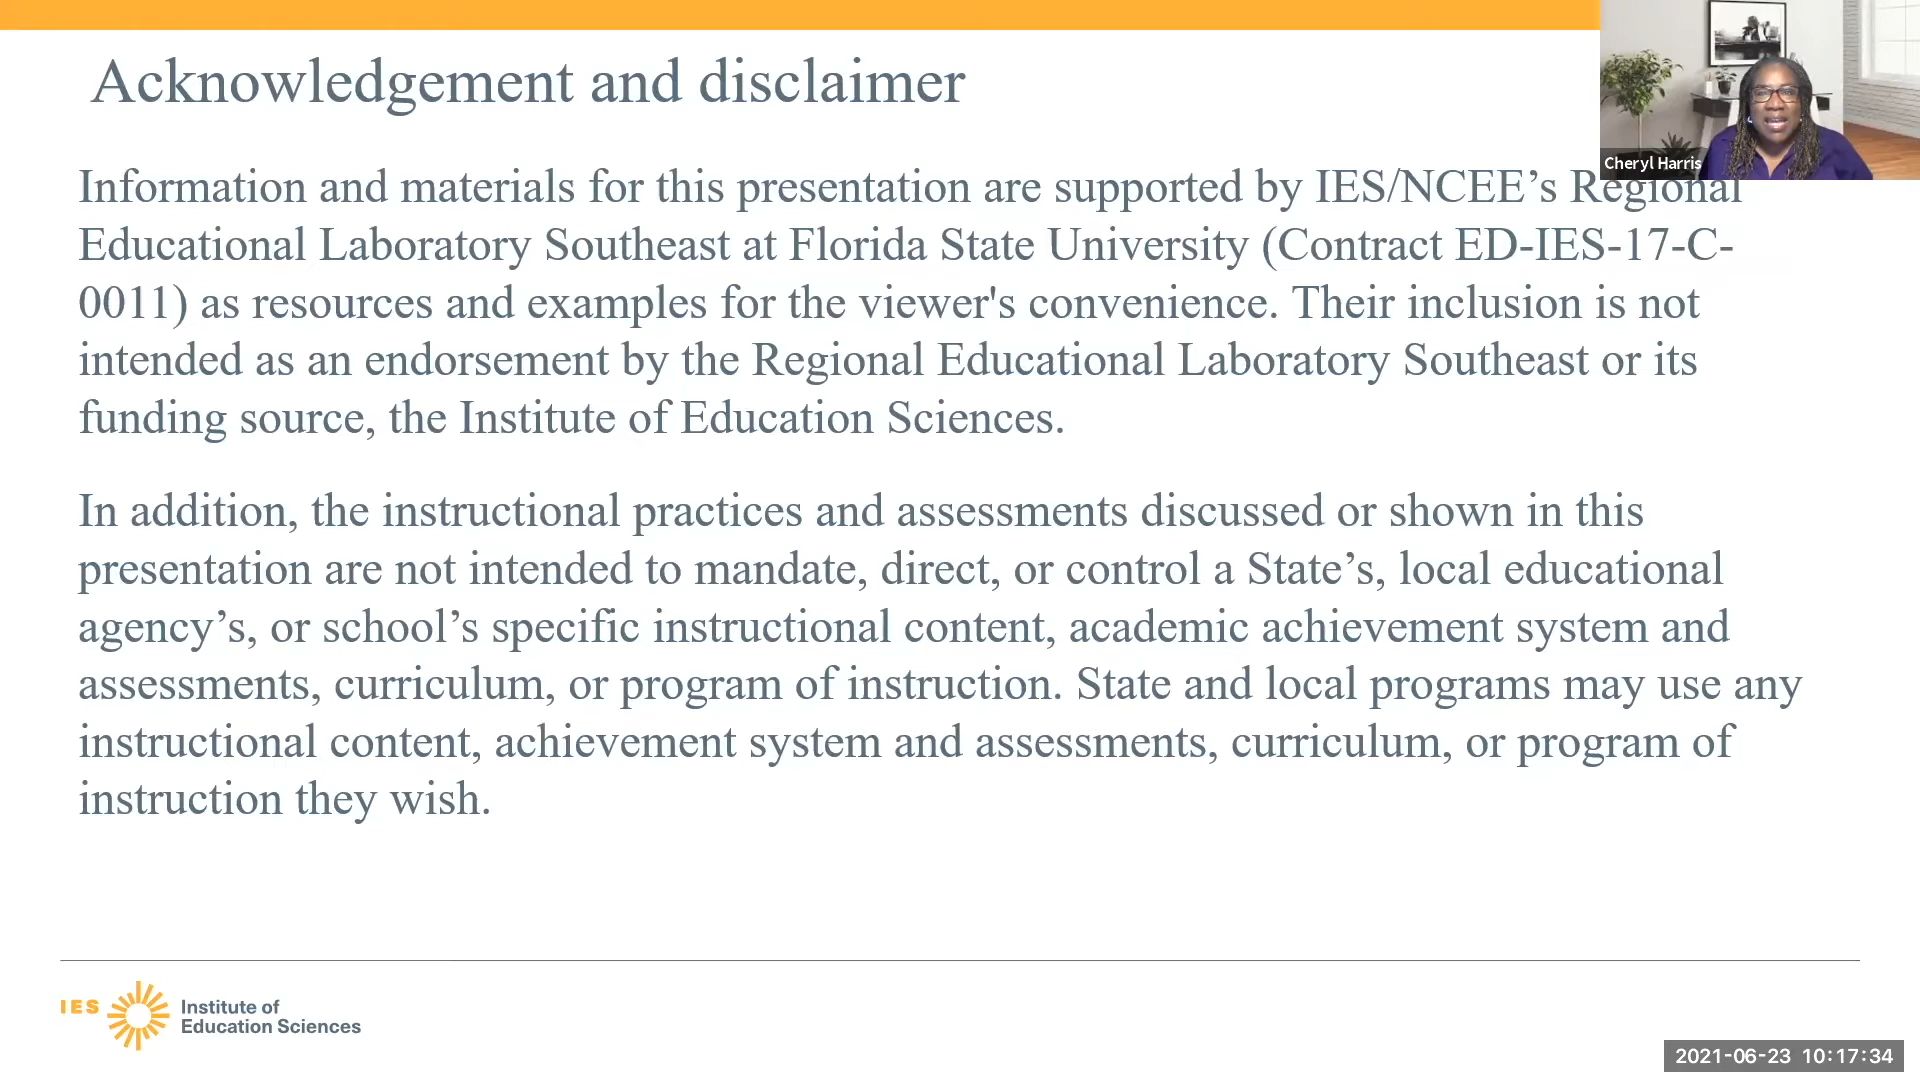 Acknowledgement and disclaimer
Cheryl Harris
Information and materials for this presentation are supported by IES/NCEE’s Regional
Educational Laboratory Southeast at Florida State University (Contract ED-IES-17-C-
0011) as resources and examples for the viewer's convenience. Their inclusion is not
intended as an endorsement by the Regional Educational Laboratory Southeast or its
funding source, the Institute of Education Sciences.
In addition, the instructional practices and assessments discussed or shown in this
presentation are not intended to mandate, direct, or control a State’s, local educational
agency’s, or school’s specific instructional content, academic achievement system and
assessments, curriculum, or program of instruction. State and local programs may use any
instructional content, achievement system and assessments, curriculum, or program of
instruction they wish.
IES
Institute of
Education Sciences
2021-06-23 10:17:34